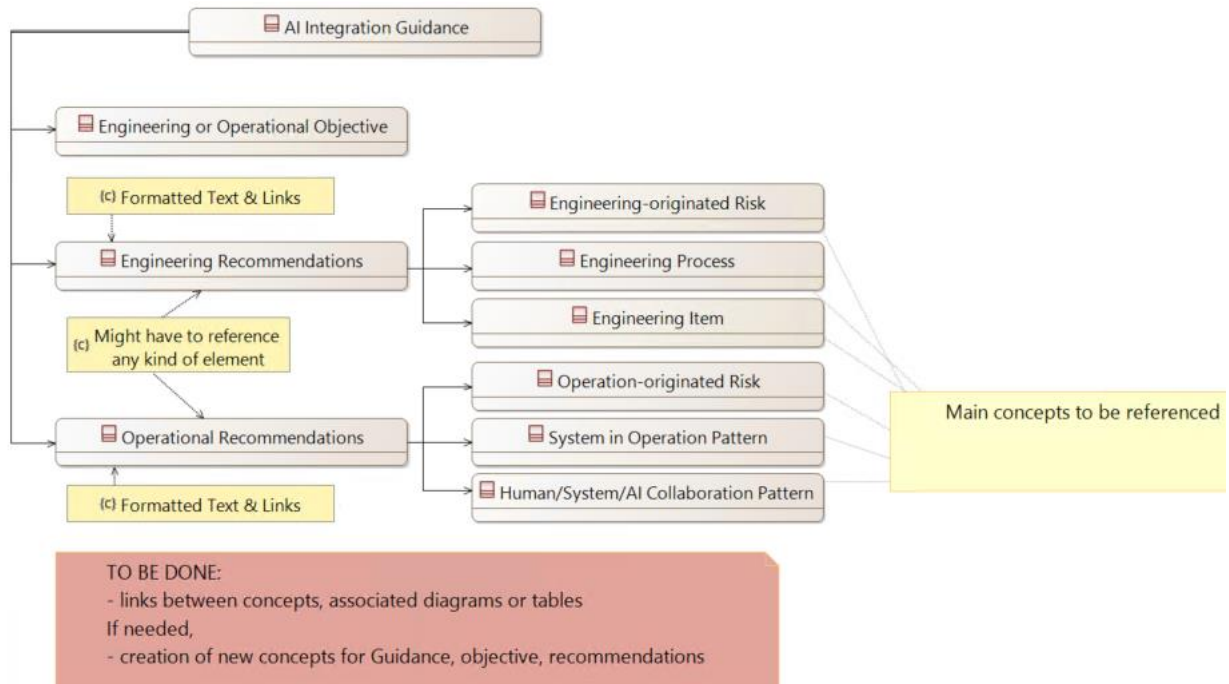 AI Integration Guidance
Engineering or Operational Objective
{c} Formatted Text & Links
Engineering-originated Risk
Engineering Recommendations
Engineering Process
Engineering Item
{c} Might have to reference
any kind of element
Operation-originated Risk
Main concepts to be referenced
Operational Recommendations
System in Operation Pattern
Human/System/AI Collaboration Pattern
{c} Formatted Text & Links
TO BE DONE:
- links between concepts, associated diagrams or tables
If needed,
- creation of new concepts for Guidance, objective, recommendations